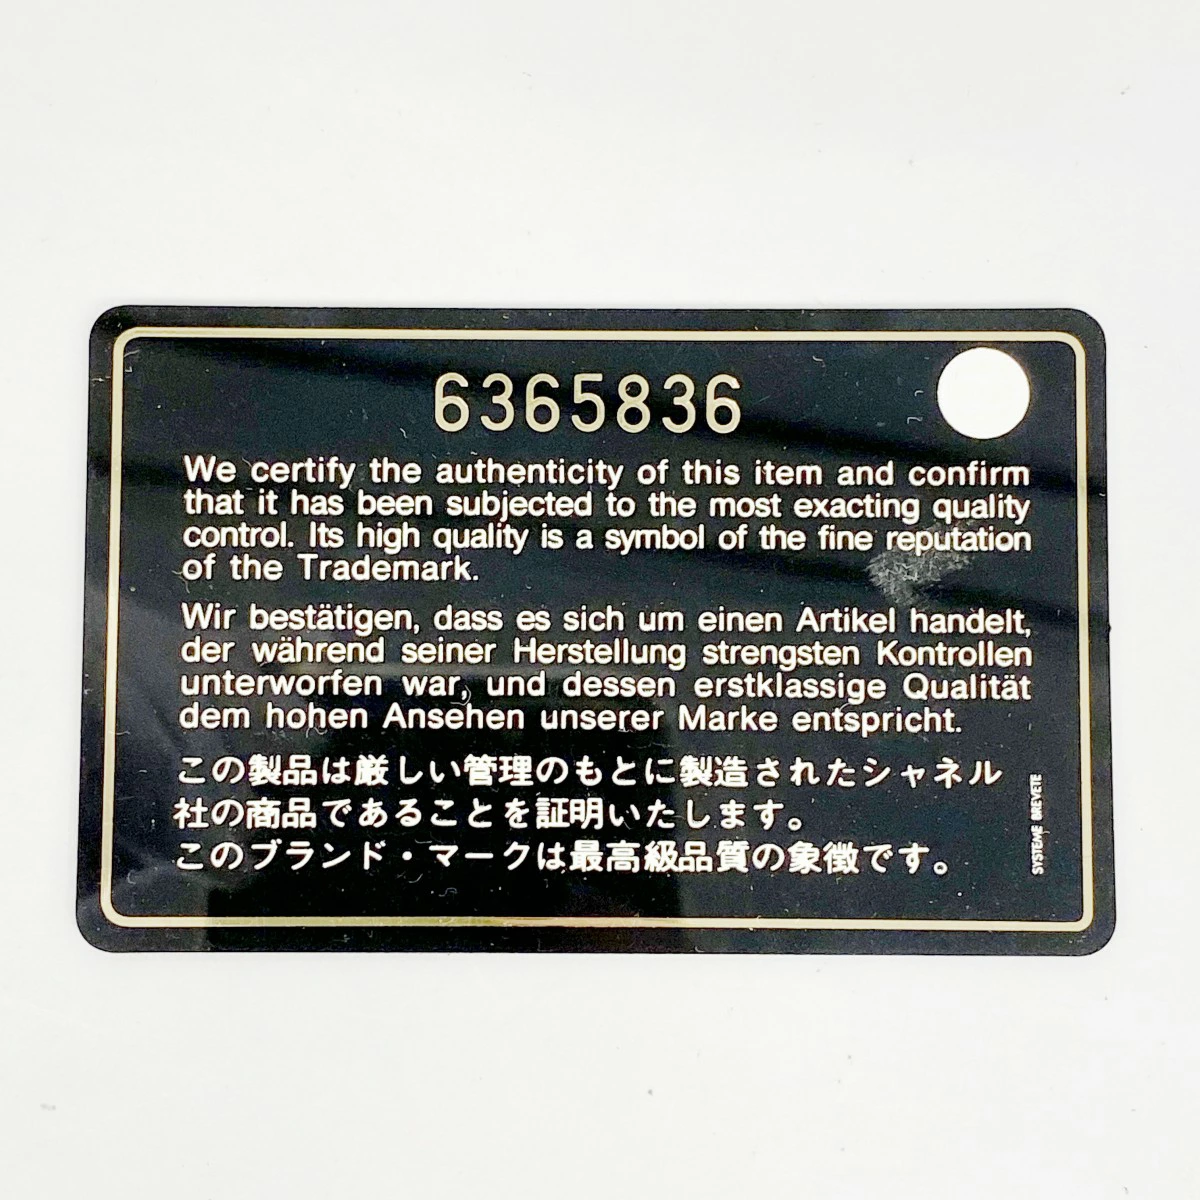 6365836
We certify the authenticity of this item and confirm
that it has been subjected to the most exacting quality
control. Its high quality is a symbol of the fine reputation
of the Trademark.
Wir bestätigen, dass es sich um einen Artikel handelt,
der während seiner Herstellung strengsten Kontrollen
unterworfen war, und dessen erstklassige Qualität
dem hohen Ansehen unserer Marke entspricht.
この製品は厳しい管理のもとに製造されたシャネル
社の商品であることを証明いたします。
このブランド・マークは最高級品質の象徴です。
SYSTEME BREVETE